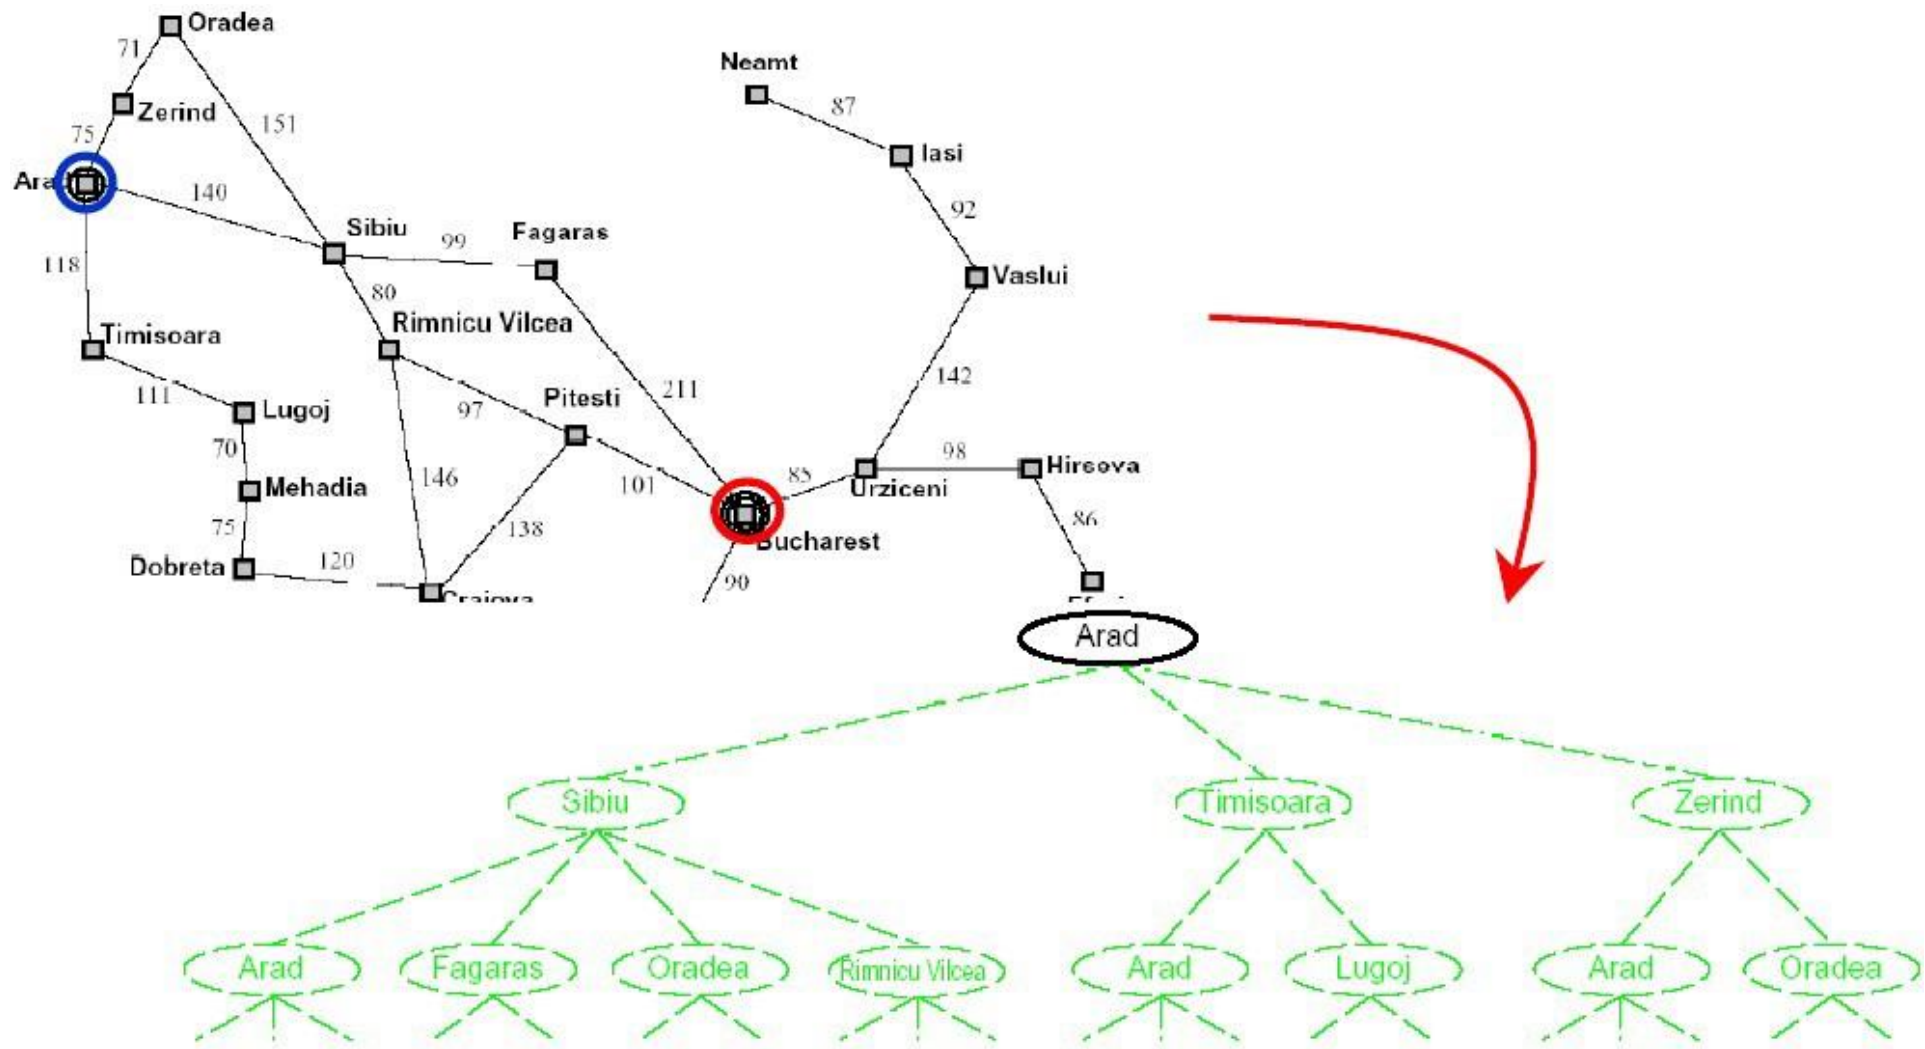 Oradea
71
Neamt
87
Zerind
151
75
Iasi
Arad
140
92
Sibiu
99
Fagaras
118
Vaslui
80
Rimnicu Vilcea
Timisoara
142
211
111
Lugoj
97
Pitesti
70
98
Hirsova
146
101
85
Urziceni
Mehadia
75
138
86
Bucharest
Dobreta
120
90
Craiova
Arad
Sibiu
Timisoara
Zerind
Arad
Fagaras
Oradea
Rimnicu Vilcea
Arad
Lugoj
Arad
Oradea